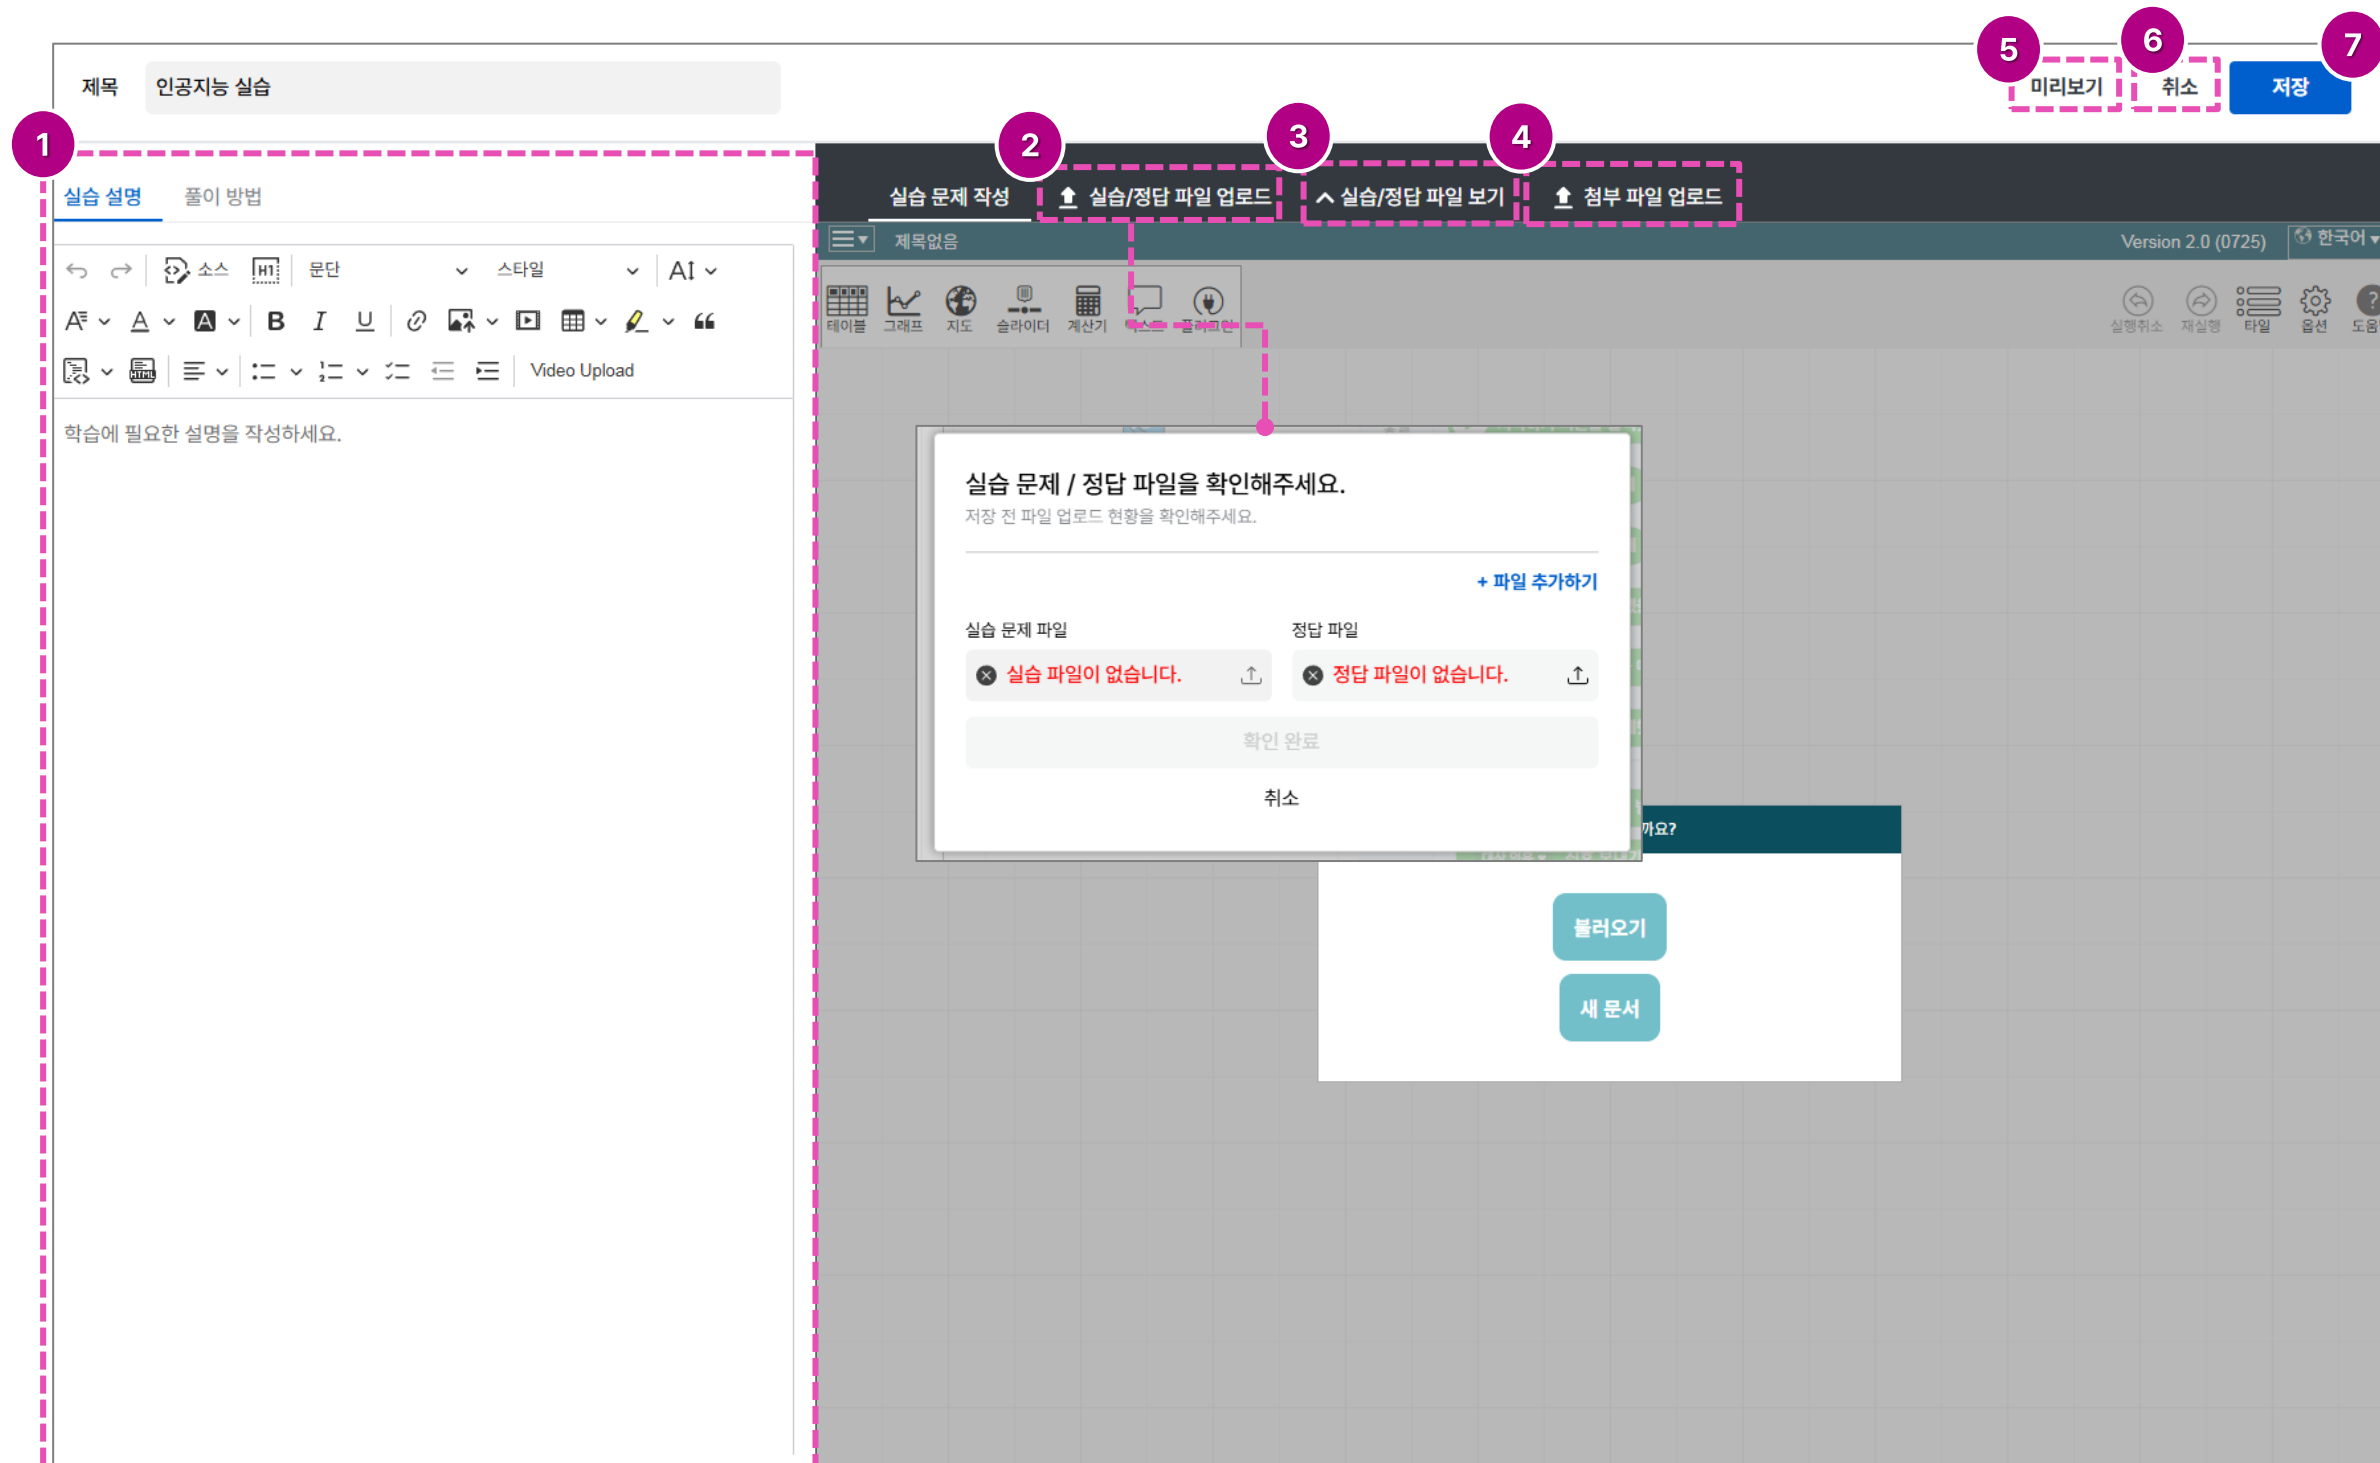 5
6
7
제목
인공지능 실습
미리보기
취소
저장
1
2
3
4
실습 설명
풀이 방법
실습 문제 작성
실습/정답 파일 업로드
실습/정답 파일 보기
첨부 파일 업로드
제목없음
Version 2.0 (0725)
한국어
소스
문단
스타일
테이블
그래프
지도
슬라이더
계산기
실행취소
재실행
타일
옵션
Video Upload
학습에 필요한 설명을 작성하세요.
실습 문제 / 정답 파일을 확인해주세요.
저장 전 파일 업로드 현황을 확인해주세요.
+ 파일 추가하기
실습 문제 파일
정답 파일
실습 파일이 없습니다.
정답 파일이 없습니다.
확인 완료
취소
까요?
불러오기
새 문서